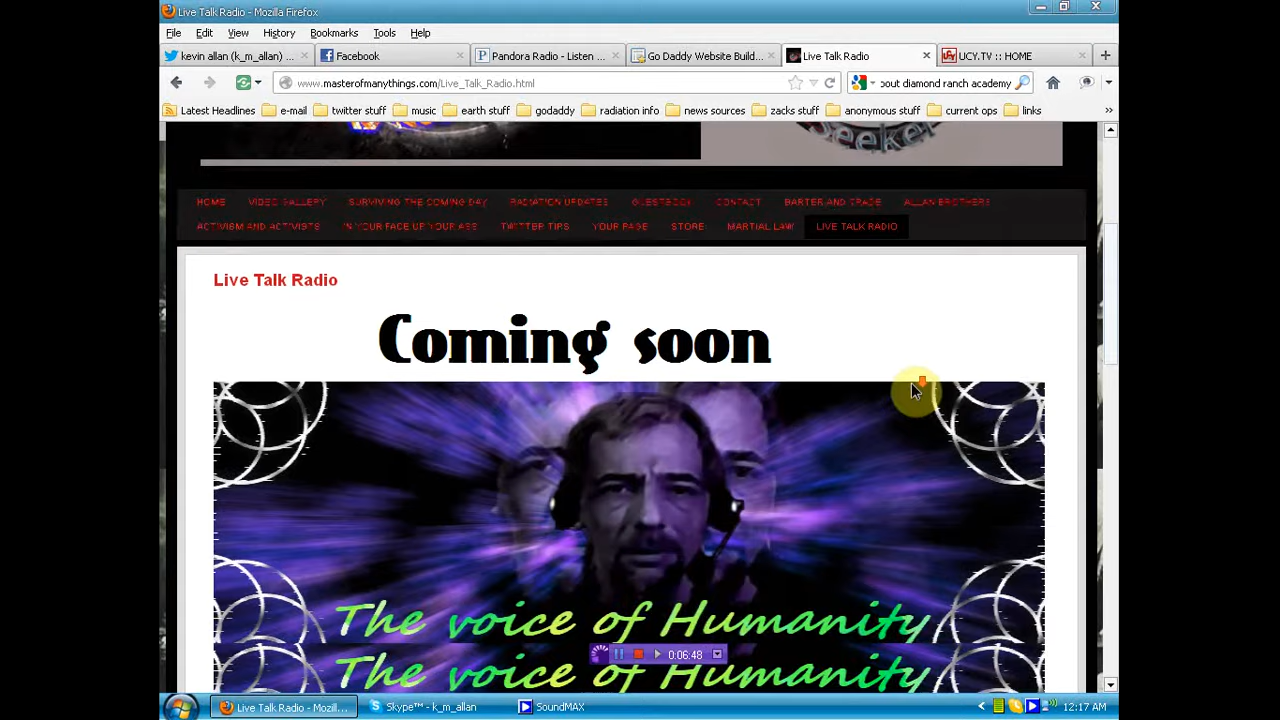 Live Talk Radio - Mozilla Firefox
File Edit View History Bookmarks Tools Help
kevin allan (k_m_allan) ... Facebook Pandora Radio - Listen ... Go Daddy Website Build... Live Talk Radio UCY.TV :: HOME
www.masterofmanythings.com/Live_Talk_Radio.html out diamond ranch academy
Latest Headlines e-mail twitter stuff music earth stuff godaddy radiation info news sources zacks stuff anonymous stuff current ops links
Seeker
HOME VIDEO GALLERY SURVIVING THE COMING DAY RADIATION UPDATES GUESTBOOK CONTACT BARTER AND TRADE ALLAN BROTHERS
ACTIVISM AND ACTIVISTS IN YOUR FACE UP YOUR ASS TWITTER TIPS YOUR PAGE STORE MARTIAL LAW LIVE TALK RADIO
Live Talk Radio
Coming soon
The voice of Humanity
0:06:48
The voice of Humanity
Live Talk Radio - Mozill... Skype™ - k_m_allan SoundMAX 12:17 AM